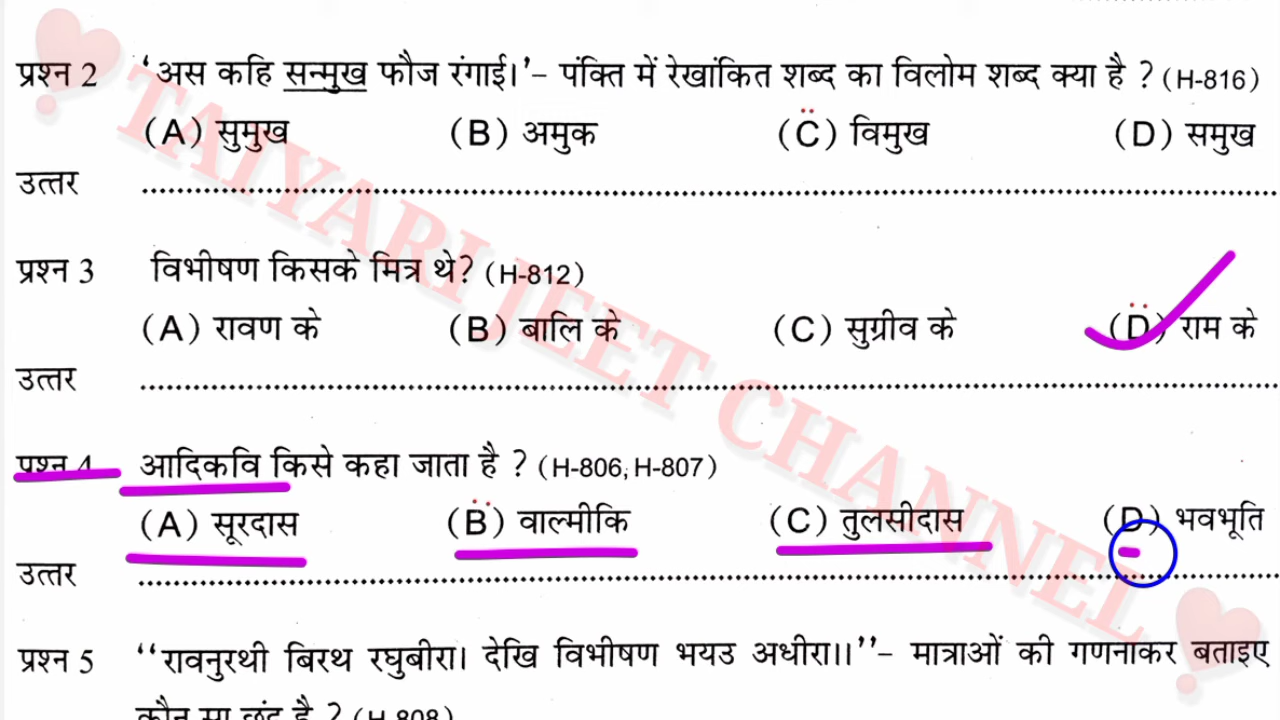 प्रश्न 2 'अस कहि सन्मुख फौज रंगाई।'– पंक्ति में रेखांकित शब्द का विलोम शब्द क्या है ? (H-816)
(A) सुमुख (B) अमुक (C) विमुख (D) समुख
उत्तर ........................................................................
प्रश्न 3 विभीषण किसके मित्र थे? (H-812)
(A) रावण के (B) बालि के (C) सुग्रीव के (D) राम के
उत्तर ........................................................................
प्रश्न 4 आदिकवि किसे कहा जाता है ? (H-806, H-807)
(A) सूरदास (B) वाल्मीकि (C) तुलसीदास (D) भवभूति
उत्तर ........................................................................
प्रश्न 5 ‘‘रावनुरथी बिरथ रघुबीरा। देखि विभीषण भयउ अधीरा।।’’– मात्राओं की गणनाकर बताइए
कौन सा छंद है ? (H-808)
TAIYARI JEET CHANNEL